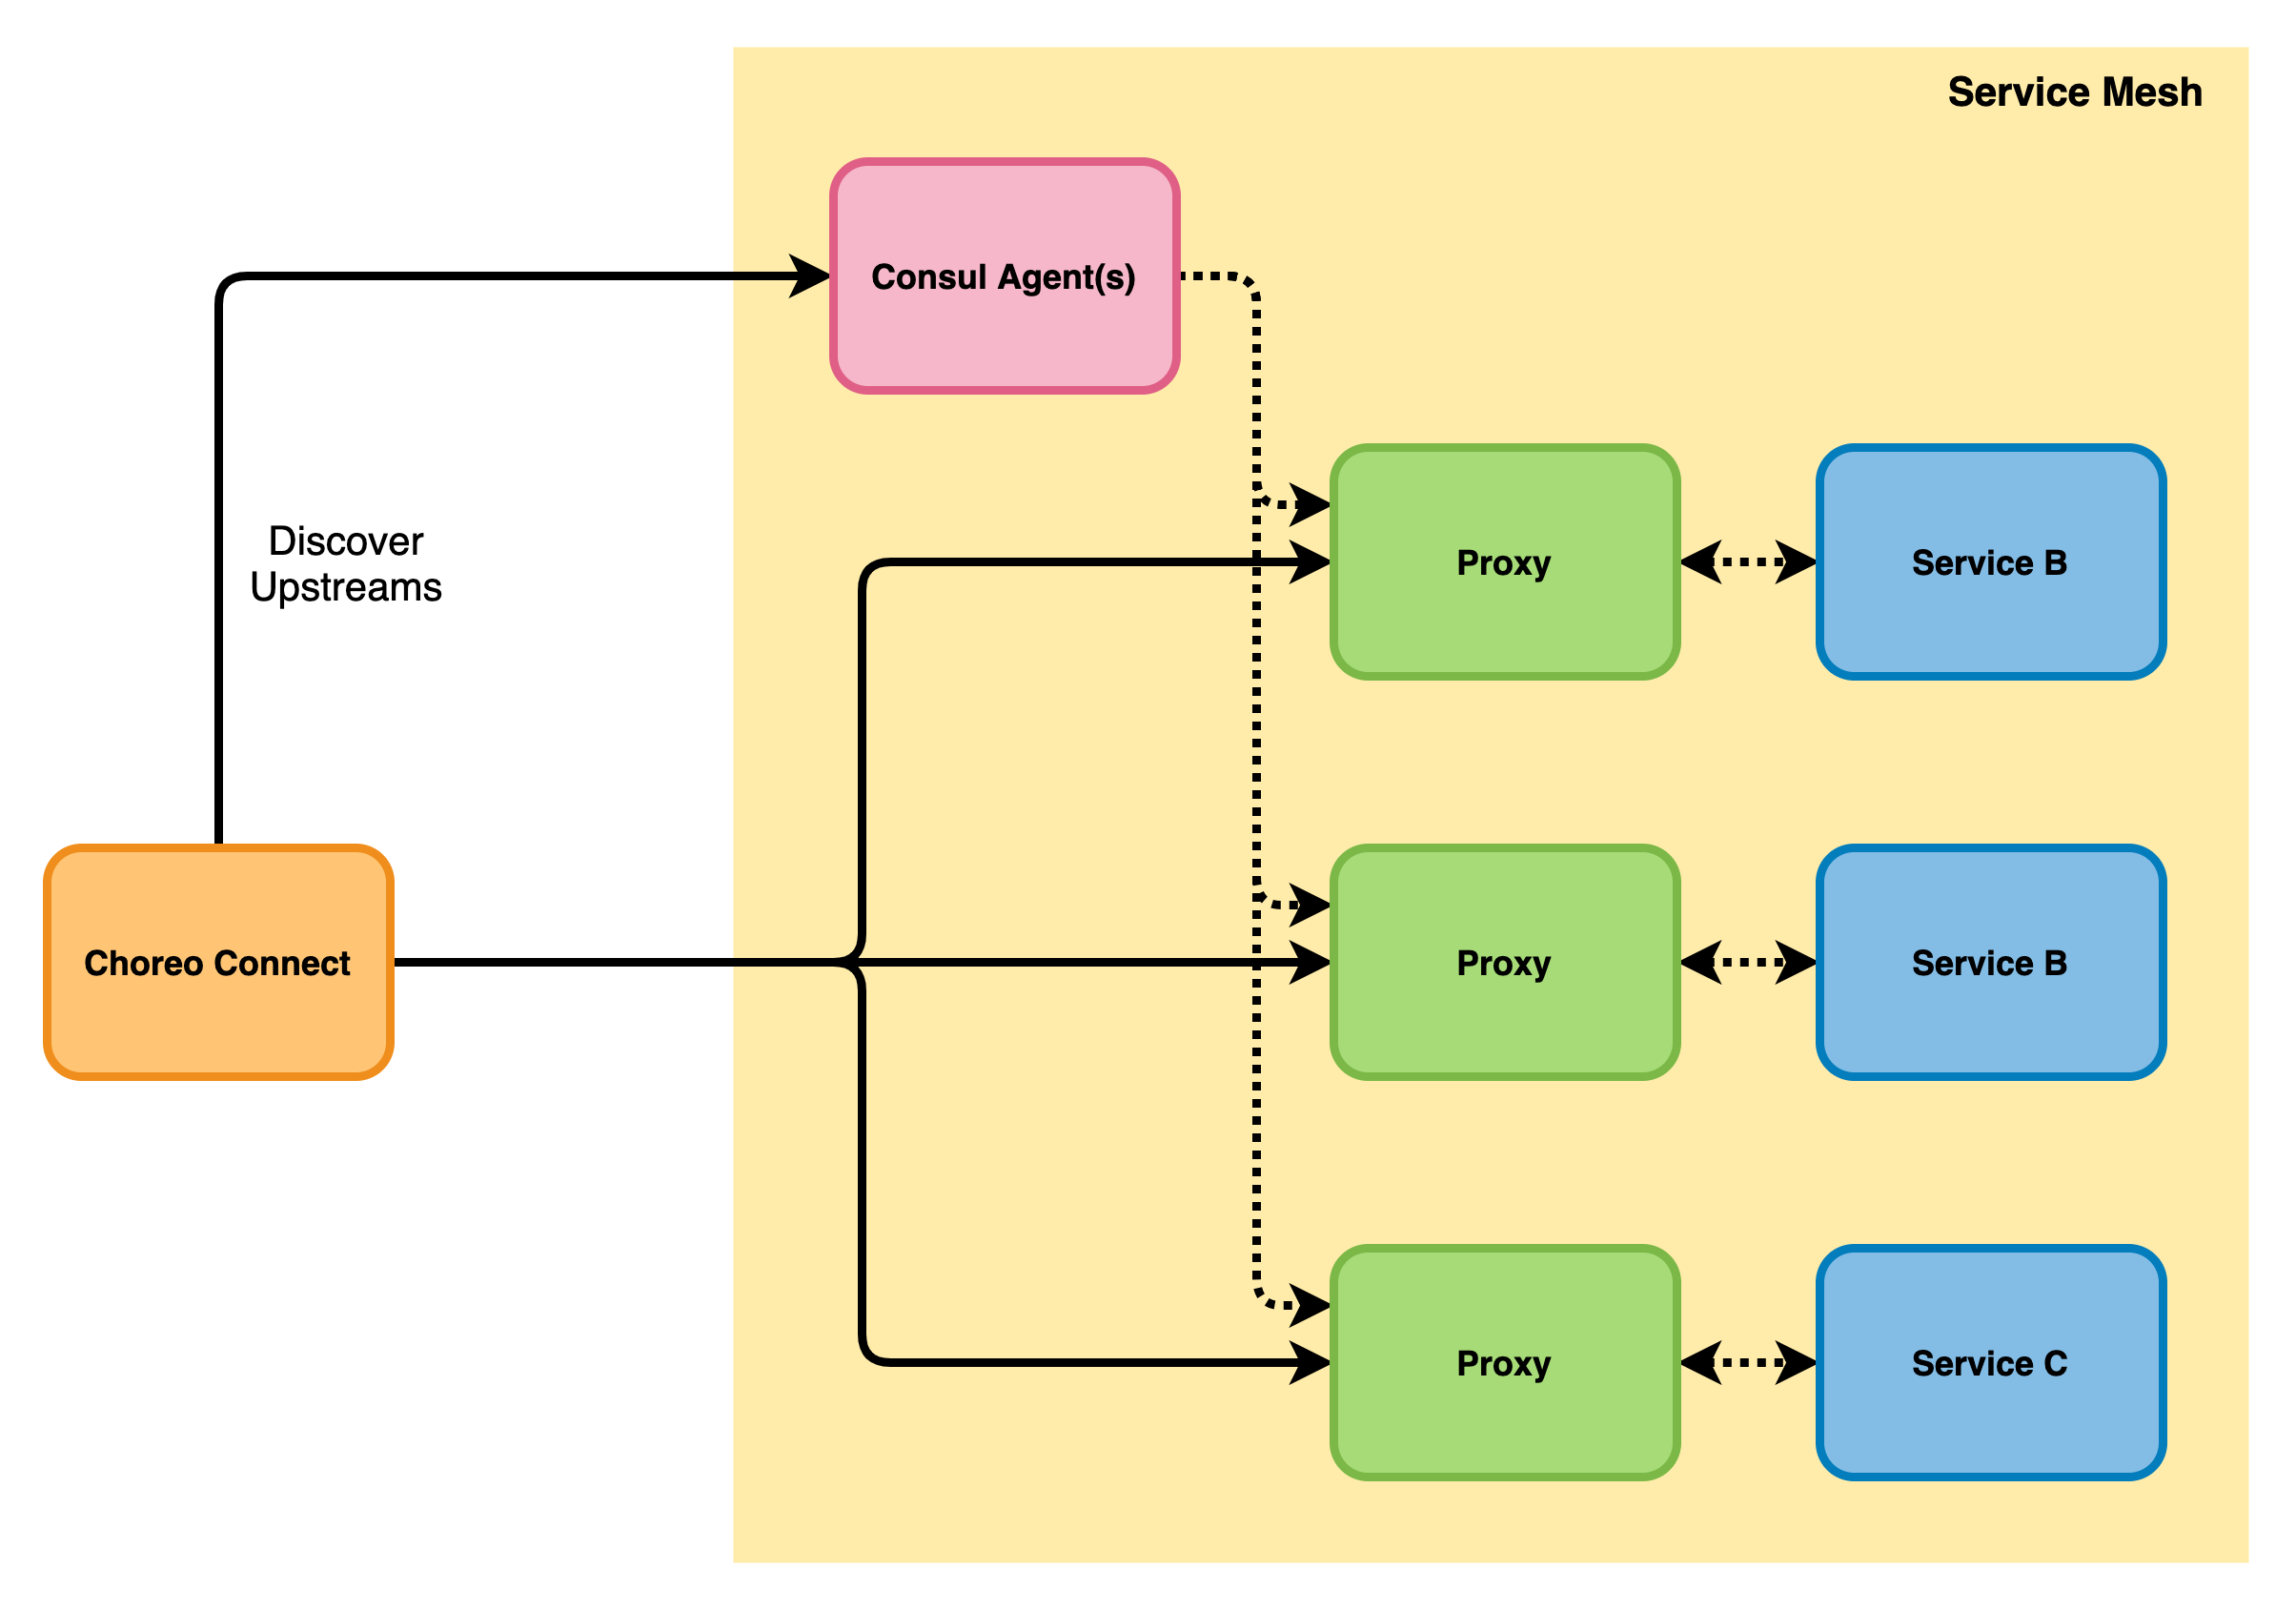 Service Mesh
Consul Agent(s)
Discover
Upstreams
Proxy
Service B
Choreo Connect
Proxy
Service B
Proxy
Service C